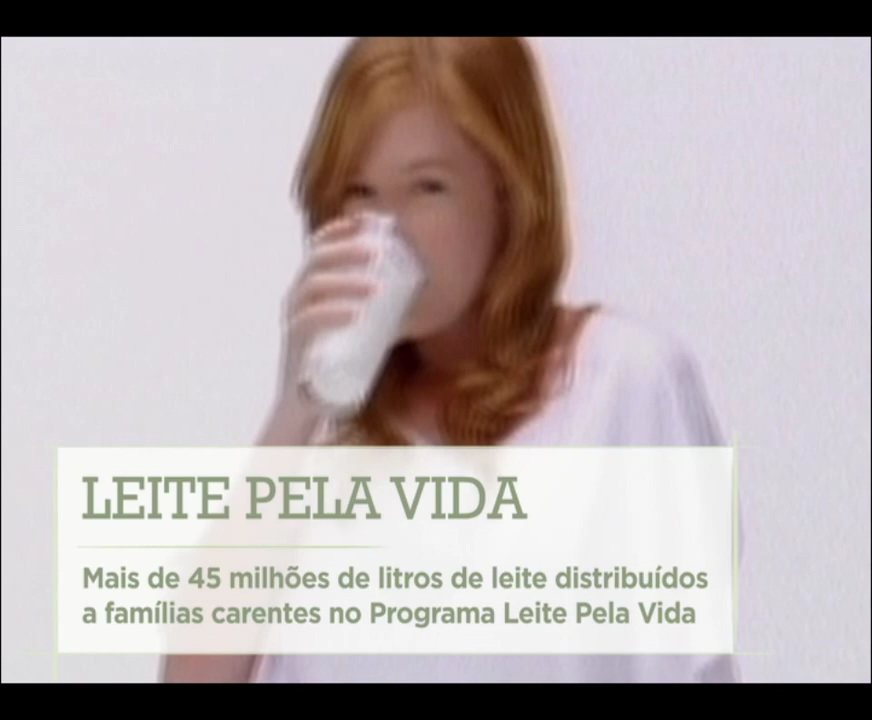 LEITE PELA VIDA
Mais de 45 milhões de litros de leite distribuídos
a famílias carentes no Programa Leite Pela Vida